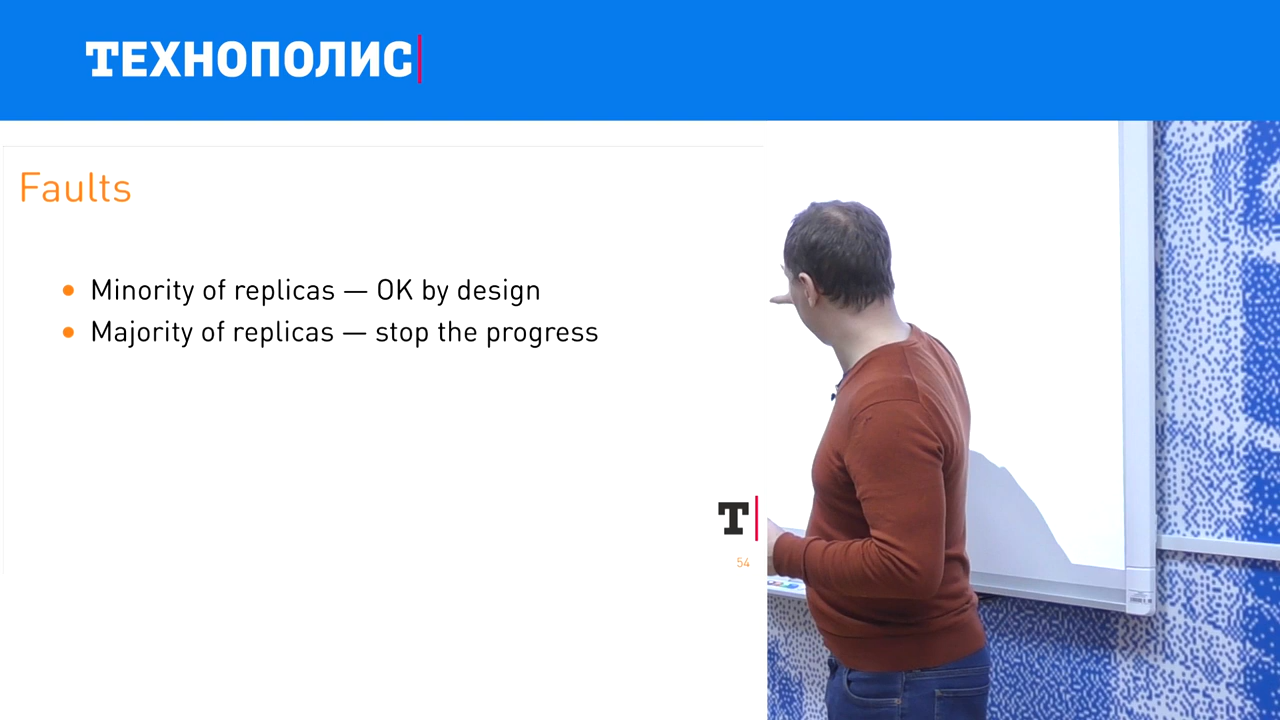 ТЕХНОПОЛИС
Faults
• Minority of replicas — OK by design
• Majority of replicas — stop the progress
T
54